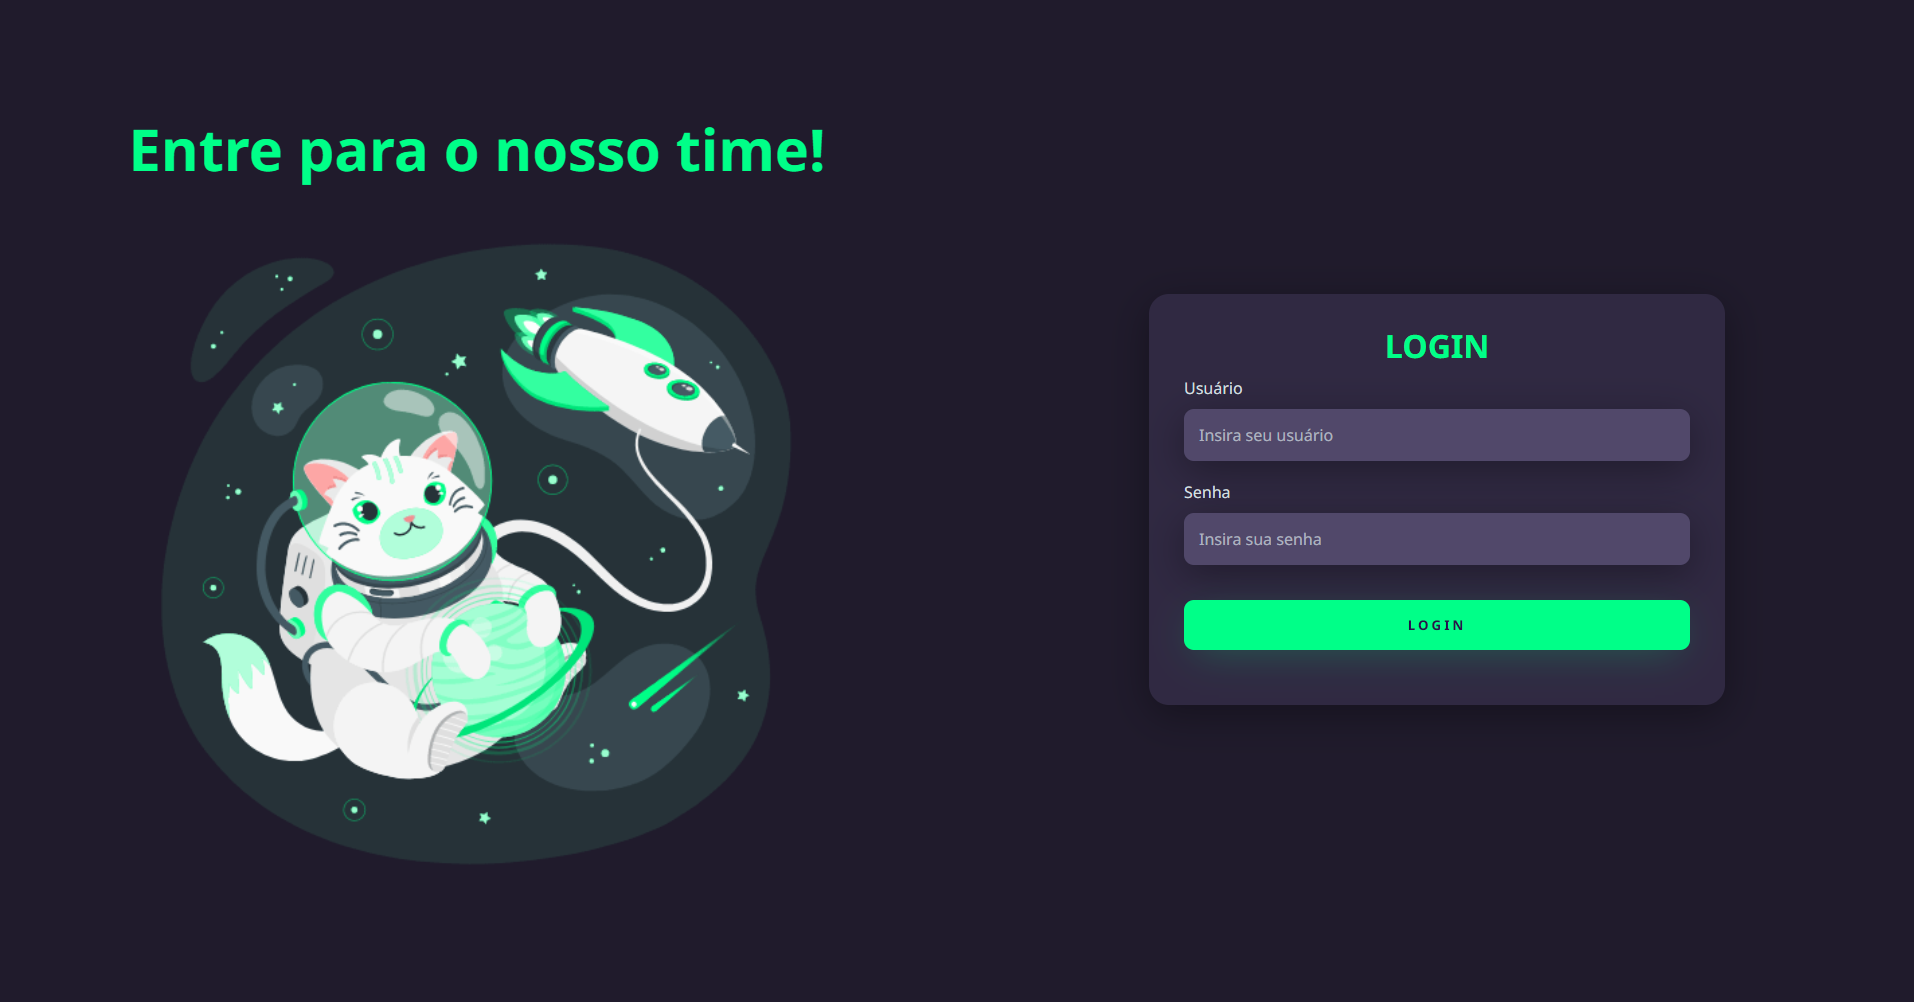 Entre para o nosso time!
LOGIN
Usuário
Insira seu usuário
Senha
Insira sua senha
LOGIN